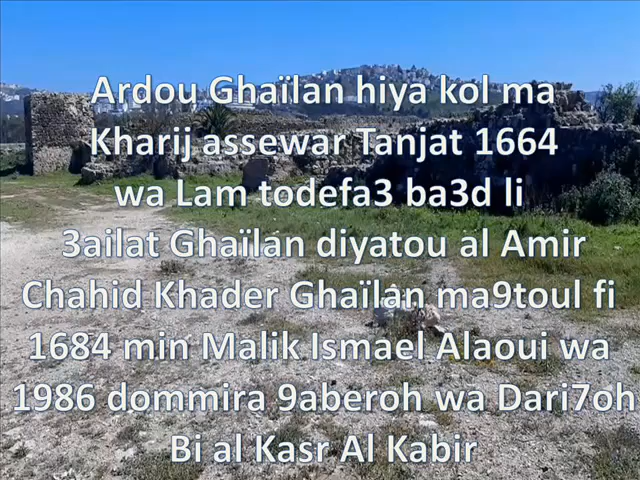 Ardou Ghaïlan hiya kol ma
Kharij assewar Tanjat 1664
wa Lam todefa3 ba3d li
3ailat Ghaïlan diyatou al Amir
Chahid Khader Ghaïlan ma9toul fi
1684 min Malik Ismael Alaoui wa
1986 dommira 9aberoh wa Dari7oh
Bi al Kasr Al Kabir